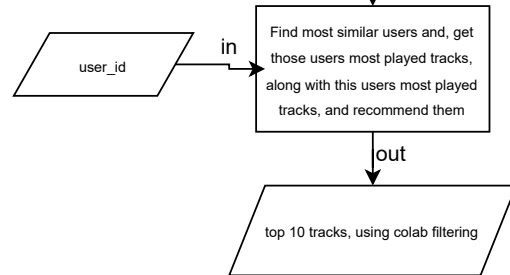 in
user_id
Find most similar users and, get
those users most played tracks,
along with this users most played
tracks, and recommend them
out
top 10 tracks, using colab filtering